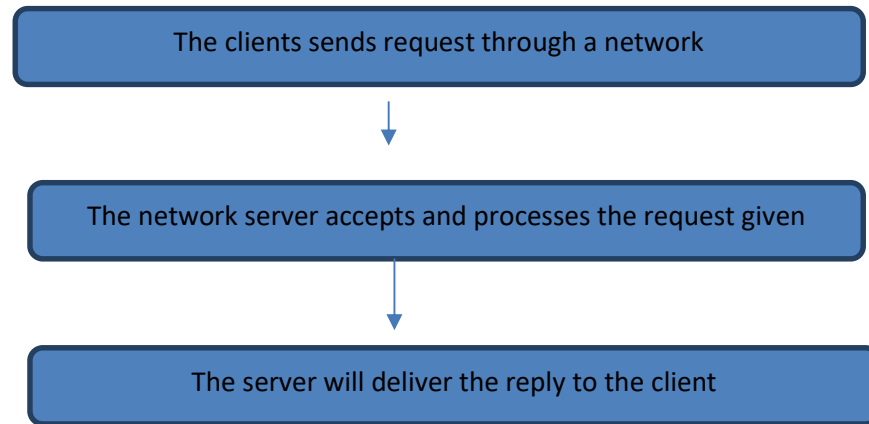 The clients sends request through a network
The network server accepts and processes the request given
The server will deliver the reply to the client